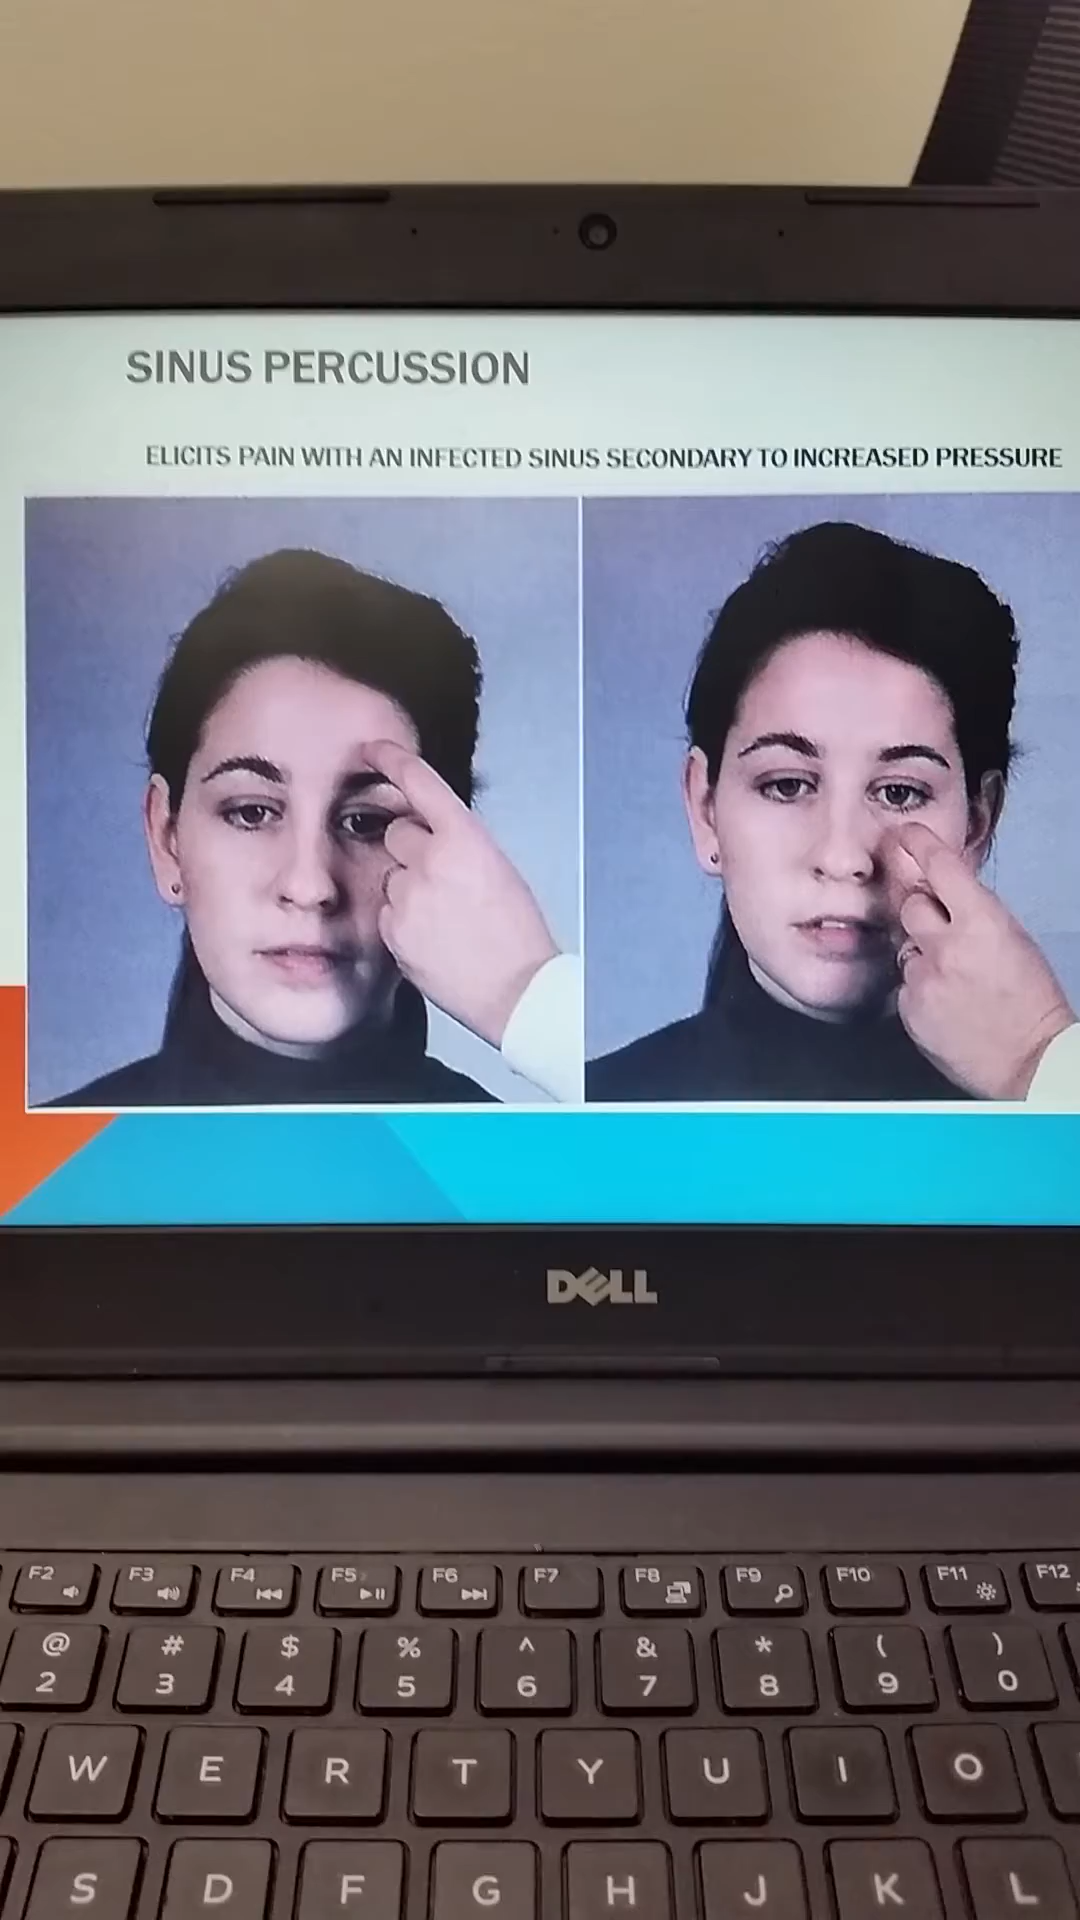 SINUS PERCUSSION
ELICITS PAIN WITH AN INFECTED SINUS SECONDARY TO INCREASED PRESSURE
DELL
F2 F3 F4 F5 F6 F7 F8 F9 F10 F11 F12
@ # $ % ^ & * ( )
2 3 4 5 6 7 8 9 0
W E R T Y U I O
S D F G H J K L